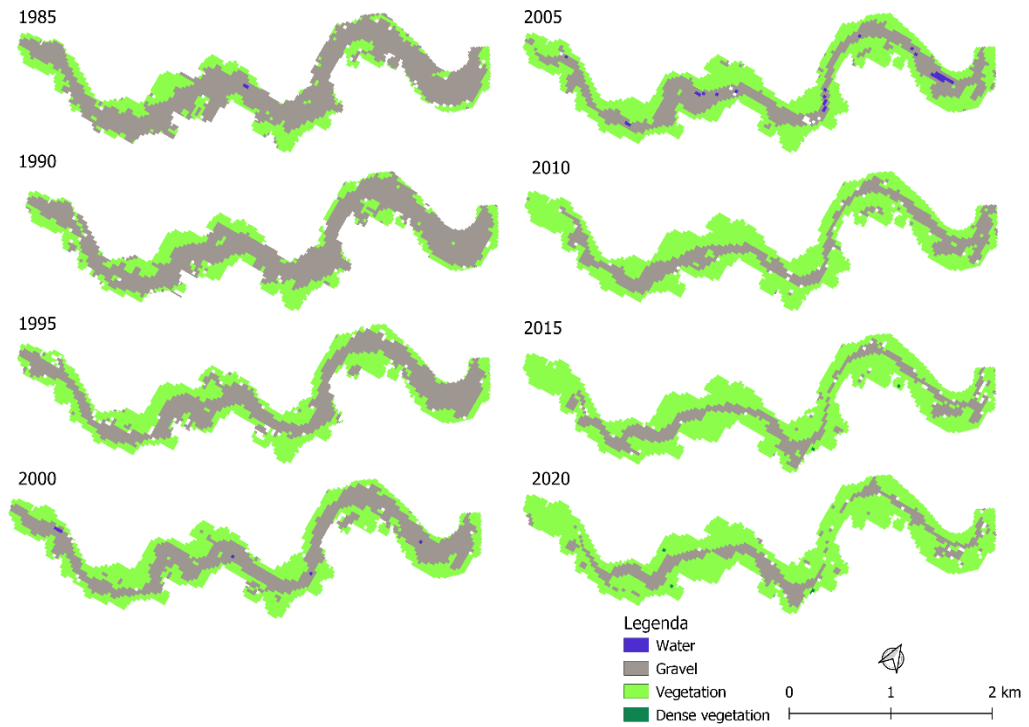 1985
1990
1995
2000
2005
2010
2015
2020
Legenda
Water
Gravel
Vegetation
Dense vegetation
0 1 2 km